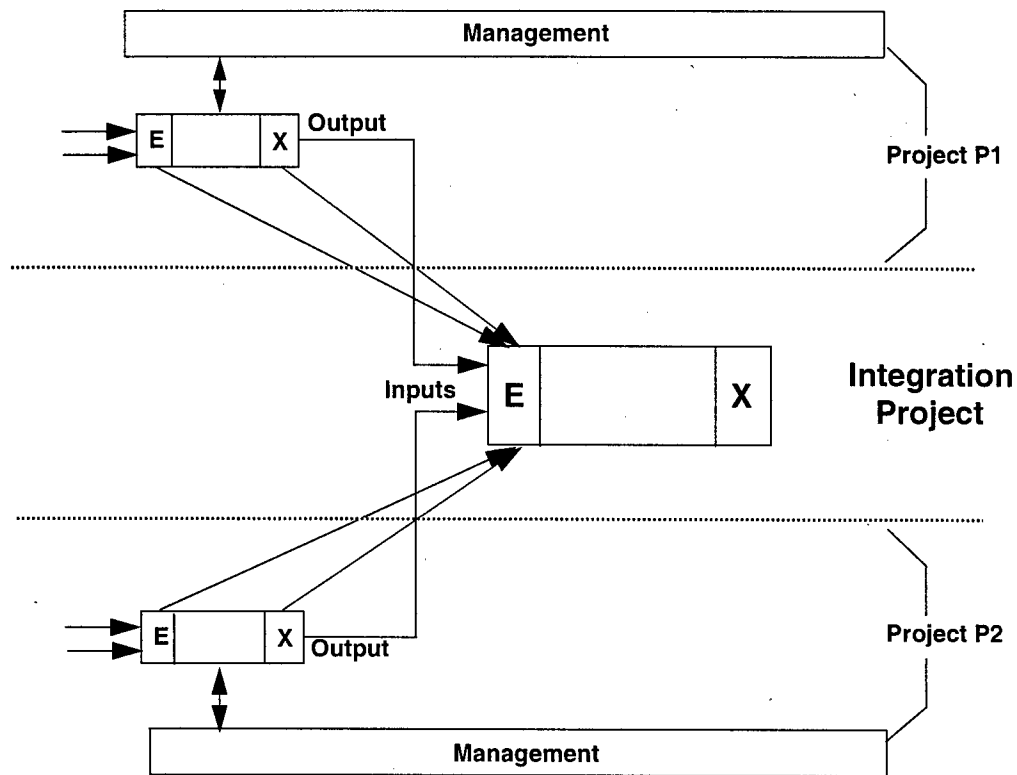 Management
Output
E
X
Project P1
Integration
Project
Inputs
E
X
E
X
Output
Project P2
Management